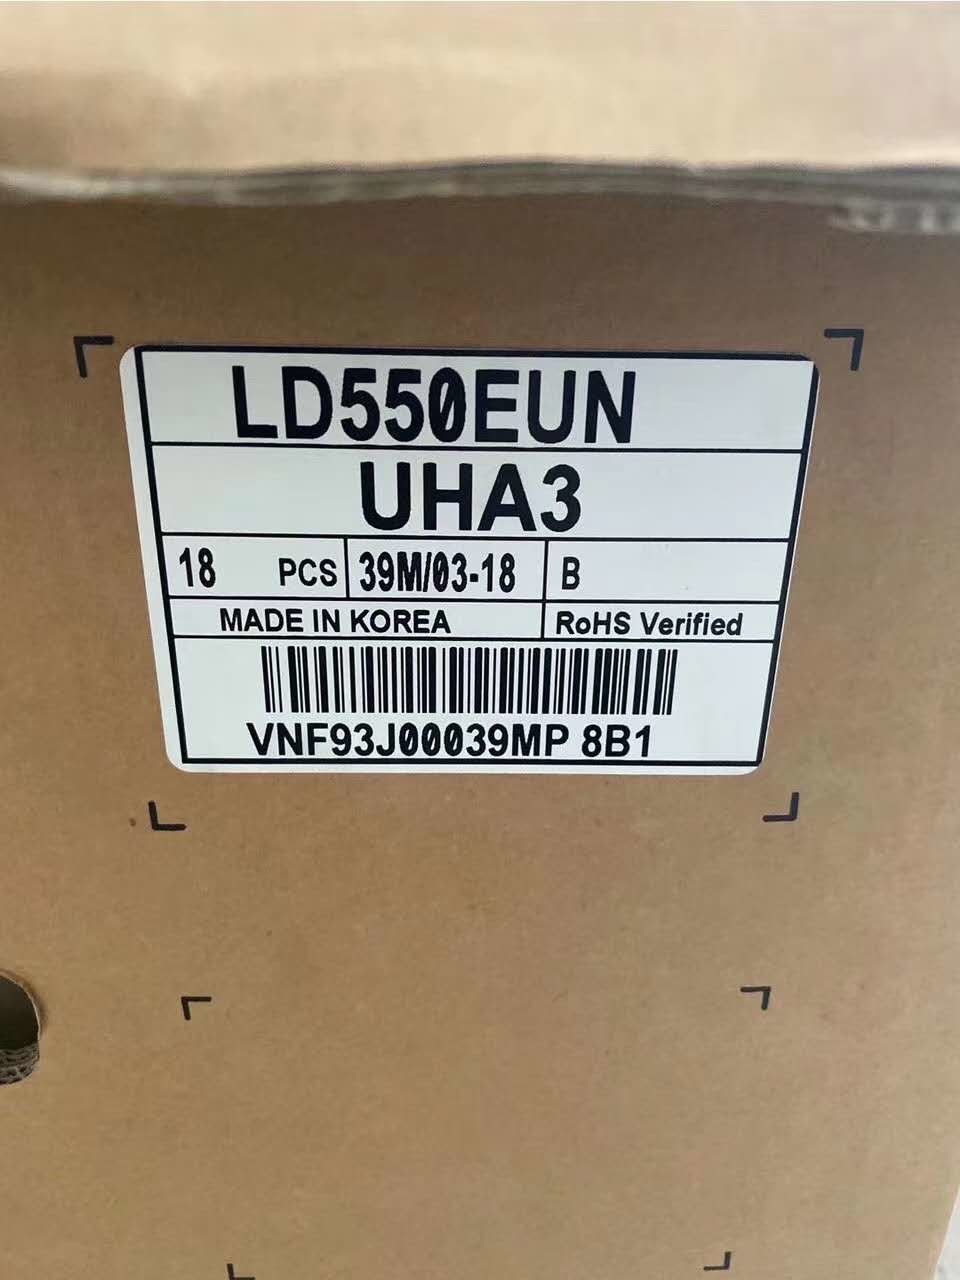 LD550EUN
UHA3
18 PCS 39M/03-18 B
MADE IN KOREA RoHS Verified
VNF93J00039MP 8B1